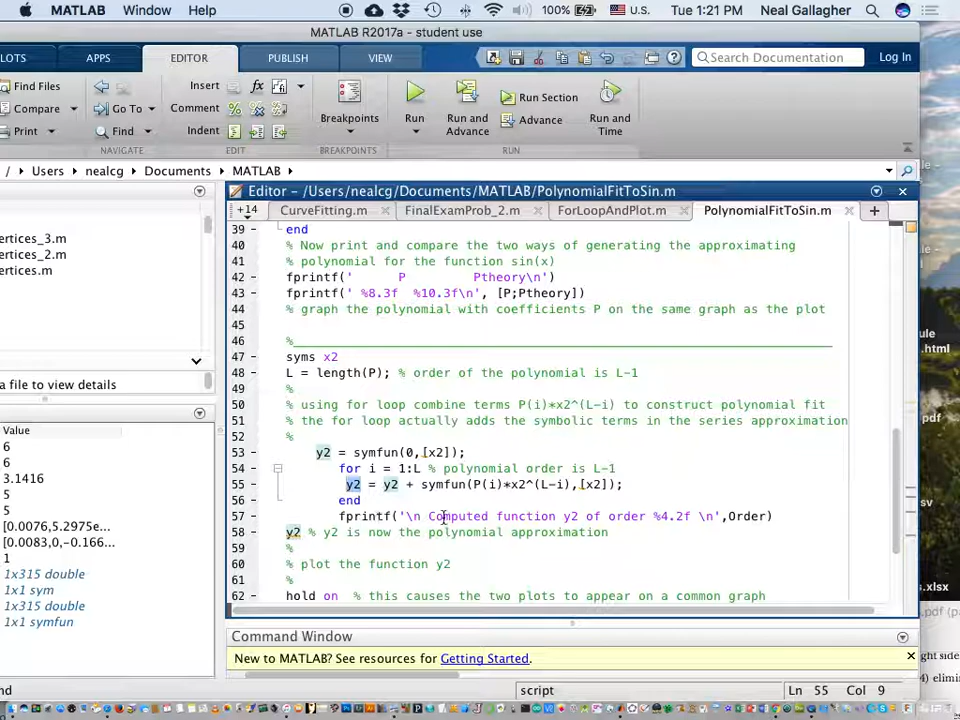 MATLAB Window Help 100% U.S. Tue 1:21 PM Neal Gallagher
MATLAB R2017a - student use
LOTS APPS EDITOR PUBLISH VIEW Search Documentation Log In
Find Files
Compare
Print
Go To
Find
NAVIGATE
Insert fx
Comment
Indent
EDIT
Breakpoints
BREAKPOINTS
Run
Run and Advance
Run Section
Advance
Run and Time
RUN
/ Users nealcg Documents MATLAB
Editor – /Users/nealcg/Documents/MATLAB/PolynomialFitToSin.m
+14 CurveFitting.m FinalExamProb_2.m ForLoopAndPlot.m PolynomialFitToSin.m
ertices_3.m
ertices_2.m
ertices.m
a file to view details
Value
6
6
3.1416
5
5
[0.0076,5.2975e...
[0.0083,0,-0.166...
1
1x315 double
1x1 sym
1x315 double
1x1 symfun
39 – end
40 % Now print and compare the two ways of generating the approximating
41 % polynomial for the function sin(x)
42 – fprintf(' P Ptheory\n')
43 – fprintf(' %8.3f %10.3f\n', [P;Ptheory])
44 % graph the polynomial with coefficients P on the same graph as the plot
45
46 %
47 – syms x2
48 – L = length(P); % order of the polynomial is L-1
49 %
50 % using for loop combine terms P(i)*x2^(L-i) to construct polynomial fit
51 % the for loop actually adds the symbolic terms in the series approximation
52 %
53 – y2 = symfun(0,[x2]);
54 – for i = 1:L % polynomial order is L-1
55 – y2 = y2 + symfun(P(i)*x2^(L-i),[x2]);
56 – end
57 – fprintf('\n Computed function y2 of order %4.2f \n',Order)
58 – y2 % y2 is now the polynomial approximation
59 %
60 % plot the function y2
61 %
62 – hold on % this causes the two plots to appear on a common graph
Command Window
New to MATLAB? See resources for Getting Started.
script Ln 55 Col 9
ule
.html
pdf
s.xlsx
.pdf (p
ght side
4) elimin
nd